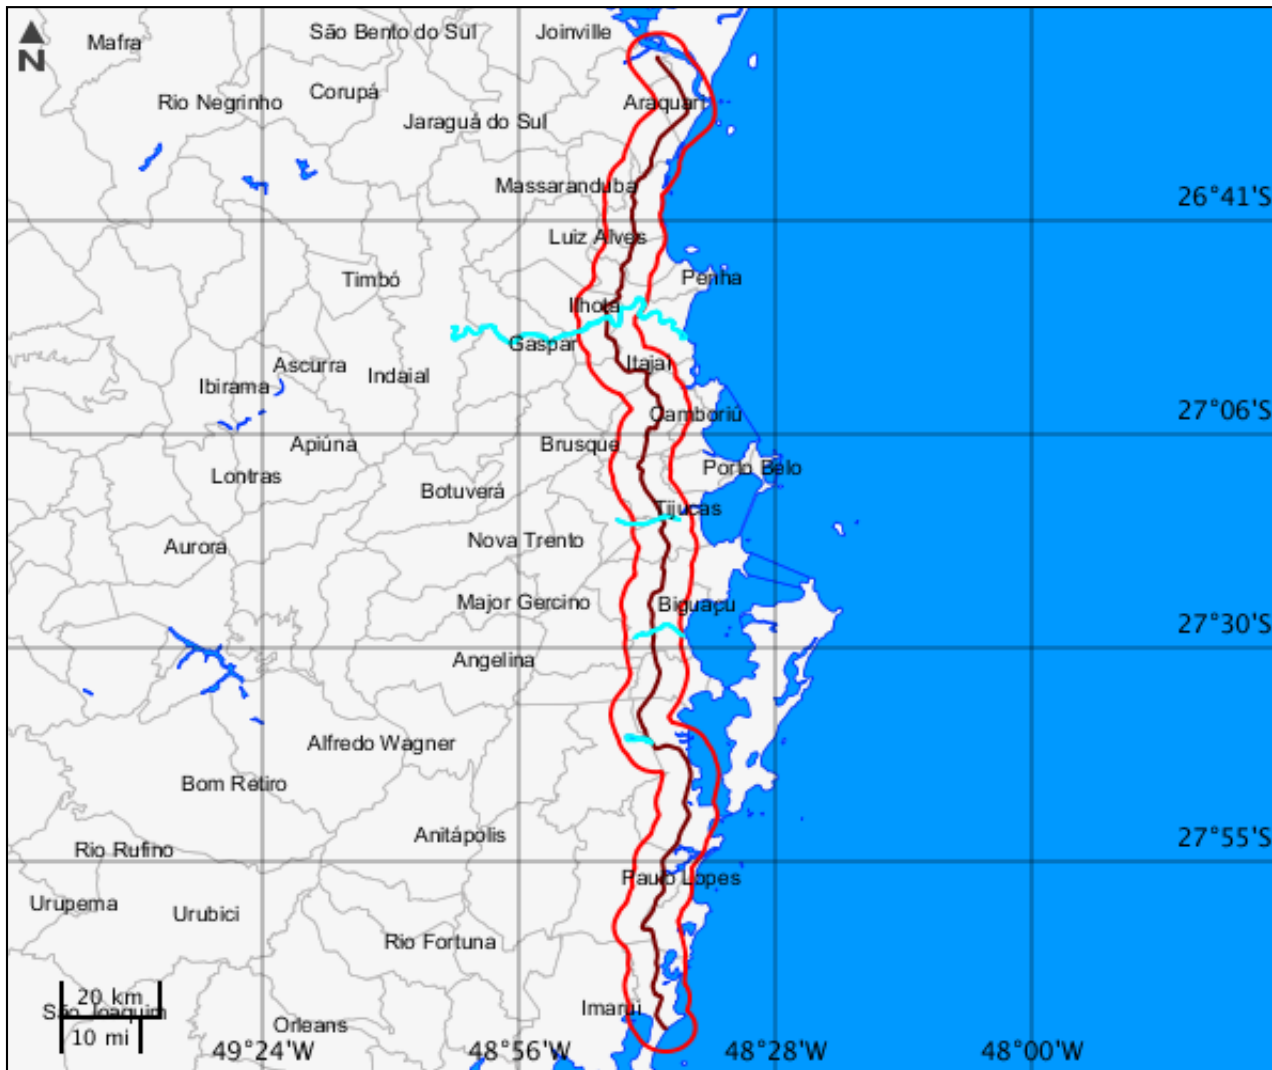 São Bento do Sul
Joinville
Mafra
N
Corupá
Rio Negrinho
Araquari
Jaraguá do Sul
Massaranduba
26°41'S
Luiz Alves
Timbó
Penha
Ilhota
Gaspar
Ascurra
Itajaí
Indaial
Ibirama
Camboriú
27°06'S
Apiúna
Brusque
Porto Belo
Lontras
Botuverá
Tijucas
Aurora
Nova Trento
Major Gercino
Biguaçu
27°30'S
Angelina
Alfredo Wagner
Bom Retiro
Anitápolis
27°55'S
Rio Rufino
Paulo Lopes
Urupema
Urubici
Rio Fortuna
20 km
São Joaquim
Imaruí
Orleans
10 mi
49°24'W
48°56'W
48°28'W
48°00'W